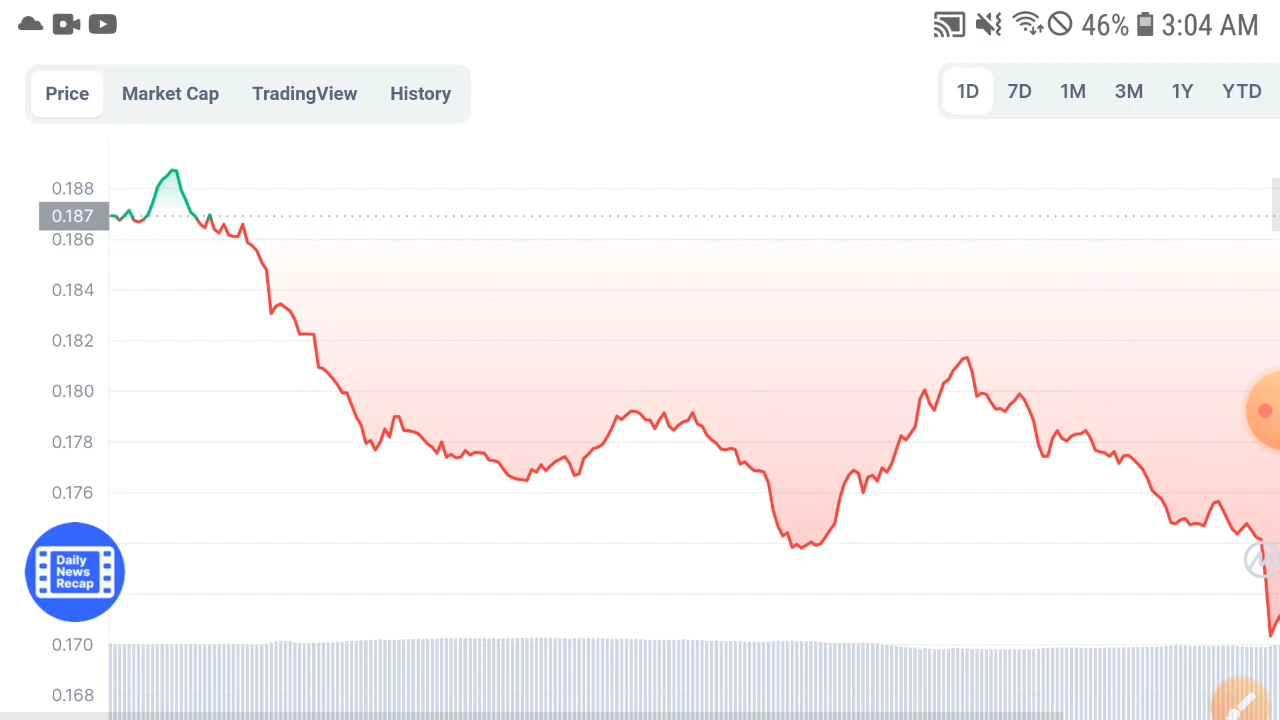 46% 3:04 AM
Price Market Cap TradingView History
1D 7D 1M 3M 1Y YTD
0.188
0.187
0.186
0.184
0.182
0.180
0.178
0.176
Daily
News
Recap
0.170
0.168